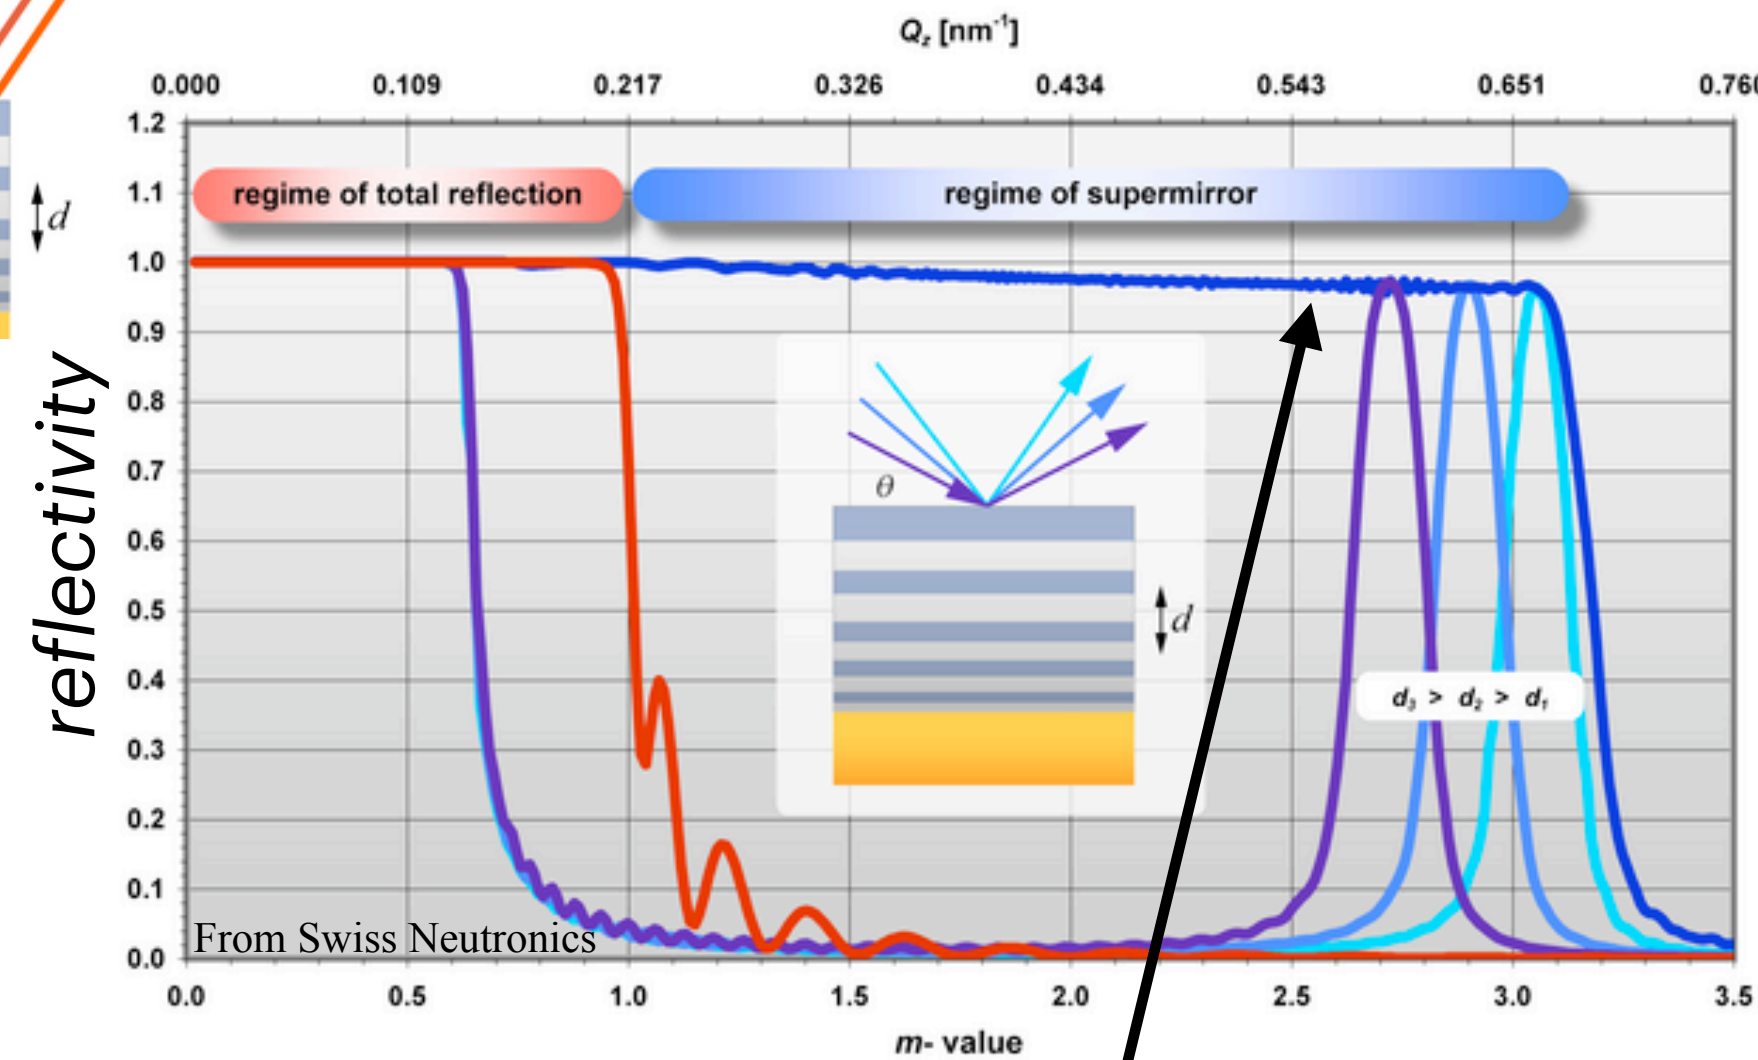 Qz [nm-1]
0.000 0.109 0.217 0.326 0.434 0.543 0.651 0.760
1.2
regime of total reflection regime of supermirror
1.1
d
1.0
0.9
0.8
0.7
θ
0.6
0.5
d
0.4
d3 > d2 > d1
0.3
0.2
0.1
From Swiss Neutronics
0.0
reflectivity
0.0 0.5 1.0 1.5 2.0 2.5 3.0 3.5
m- value